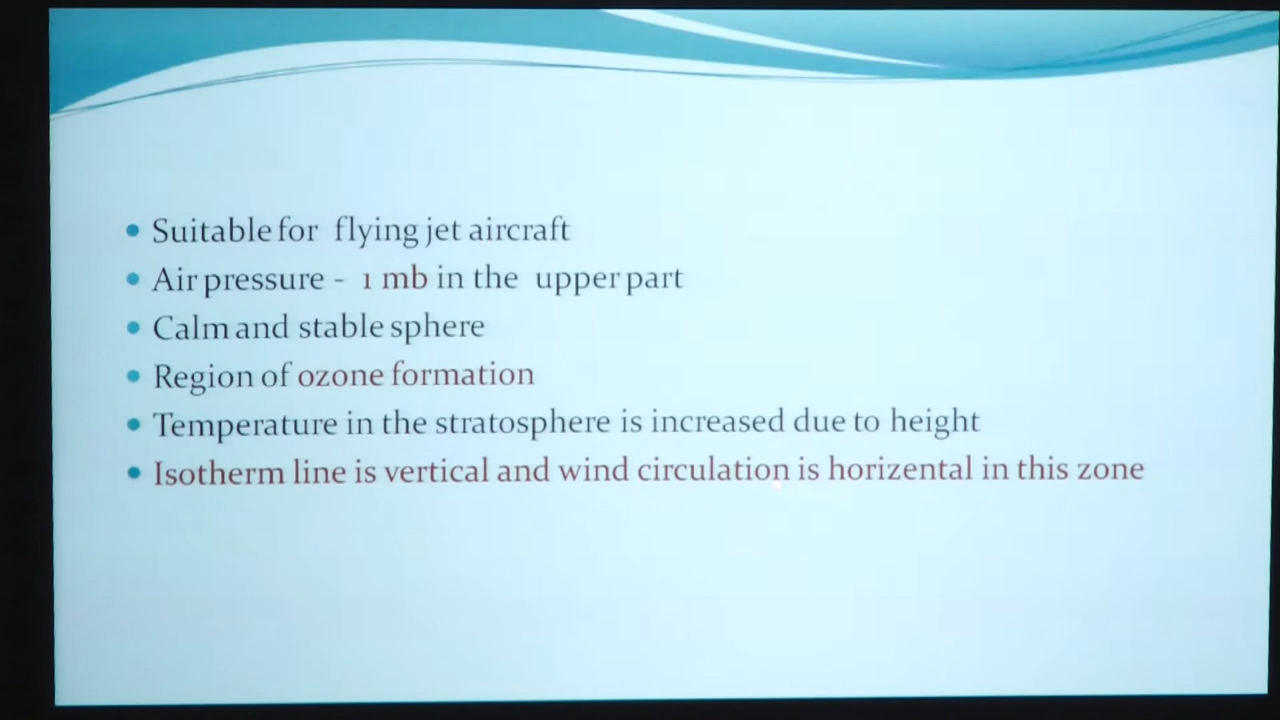 Suitable for flying jet aircraft
Air pressure - 1 mb in the upper part
Calm and stable sphere
Region of ozone formation
Temperature in the stratosphere is increased due to height
Isotherm line is vertical and wind circulation is horizental in this zone